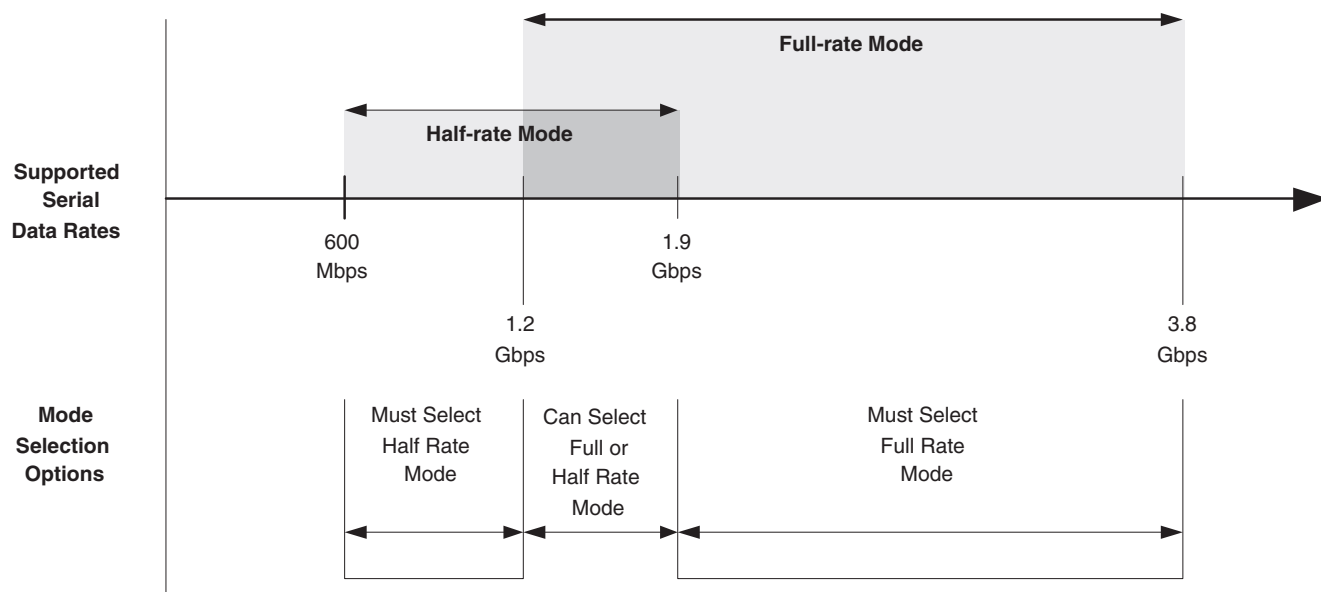 Full-rate Mode
Half-rate Mode
Supported
Serial
Data Rates
600
Mbps
1.9
Gbps
1.2
Gbps
3.8
Gbps
Mode
Selection
Options
Must Select
Half Rate
Mode
Can Select
Full or
Half Rate
Mode
Must Select
Full Rate
Mode